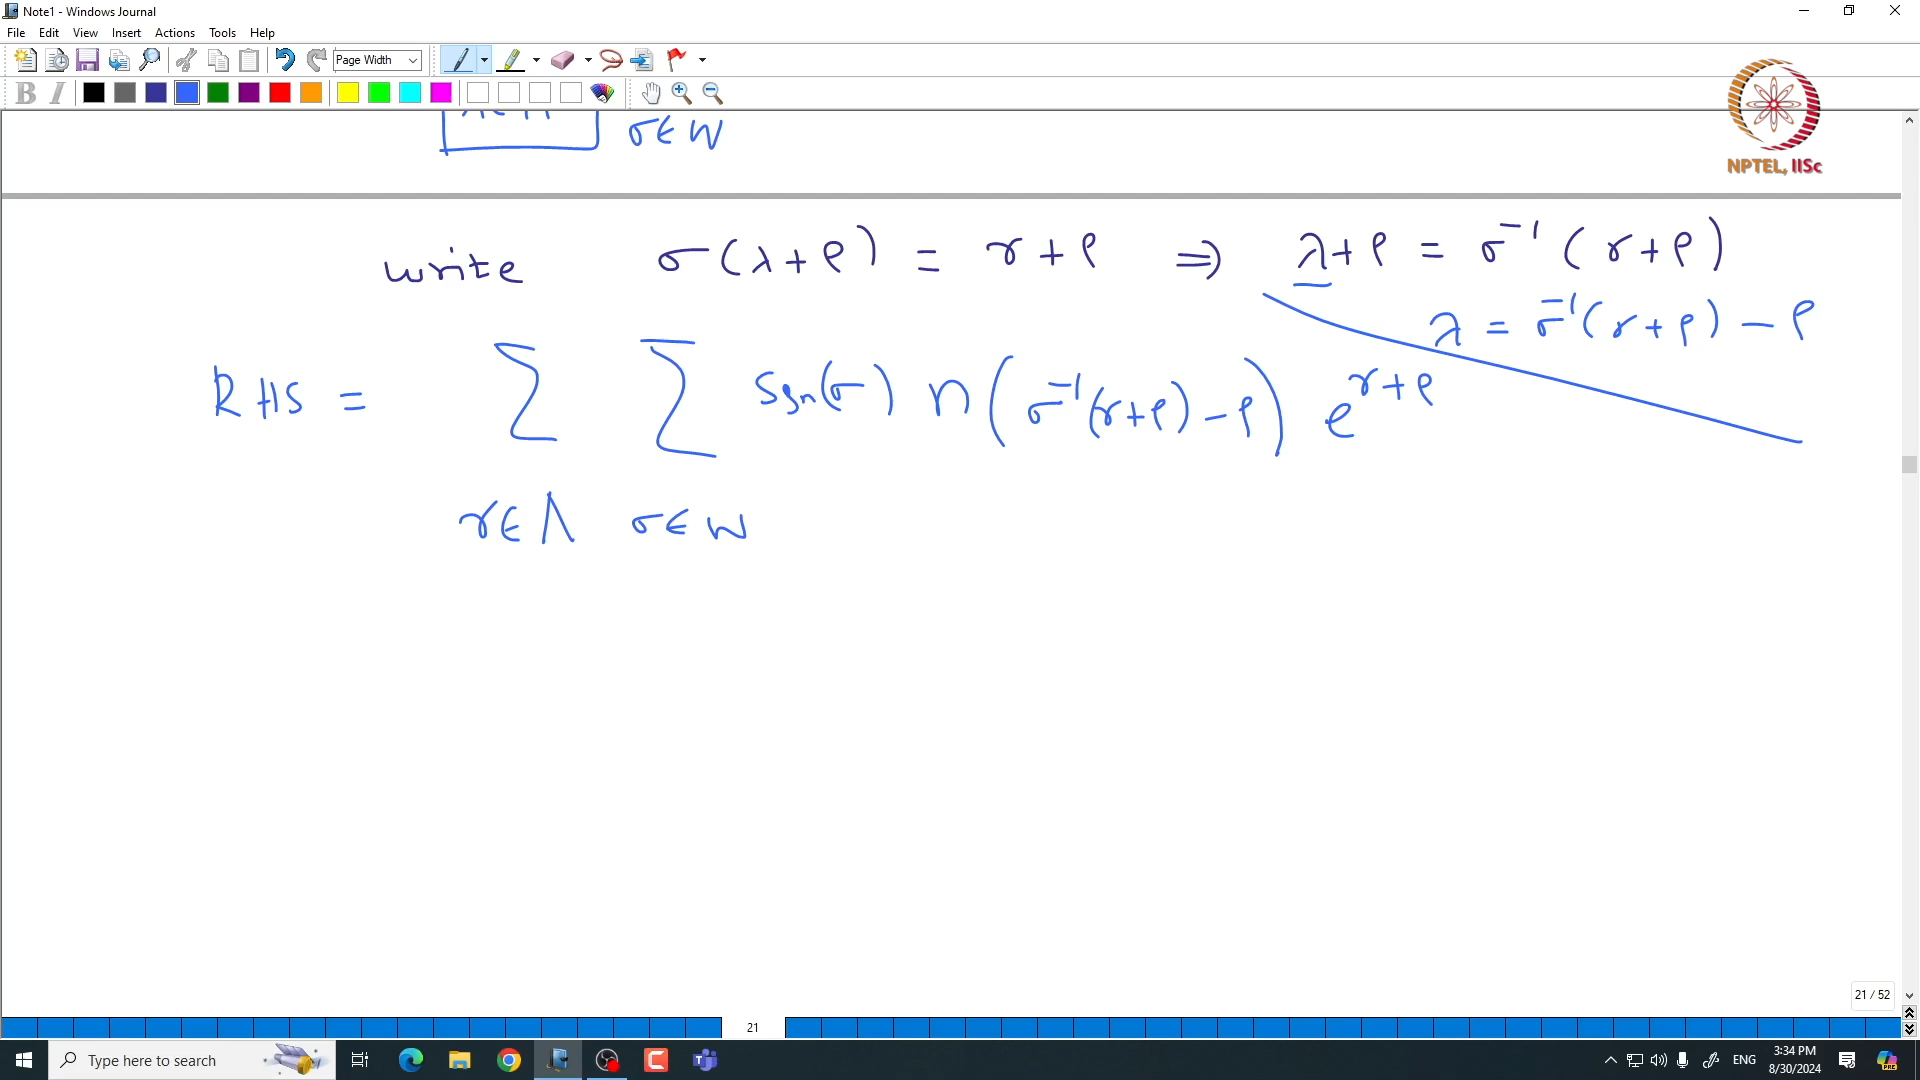 Note1 - Windows Journal
File Edit View Insert Actions Tools Help
Page Width
B I
NPTEL, IISc
σ ∈ W
write σ(λ+ρ) = γ+ρ ⇒ λ+ρ = σ⁻¹(γ+ρ)
λ = σ⁻¹(γ+ρ) − ρ
RHS = Σ Σ sgn(σ) n(σ⁻¹(γ+ρ) − ρ) e^{γ+ρ}
γ ∈ Λ σ ∈ W
21 / 52
21
Type here to search
ENG
3:34 PM
8/30/2024